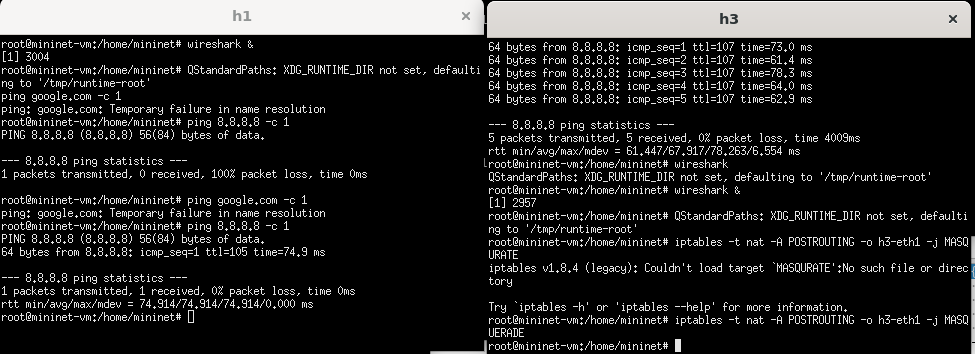 h1
root@mininet-vm:/home/mininet# wireshark &
[1] 3004
root@mininet-vm:/home/mininet# QStandardPaths: XDG_RUNTIME_DIR not set, defaulti
ng to '/tmp/runtime-root'
ping google.com -c 1
ping: google.com: Temporary failure in name resolution
root@mininet-vm:/home/mininet# ping 8.8.8.8 -c 1
PING 8.8.8.8 (8.8.8.8) 56(84) bytes of data.
--- 8.8.8.8 ping statistics ---
1 packets transmitted, 0 received, 100% packet loss, time 0ms
root@mininet-vm:/home/mininet# ping google.com -c 1
ping: google.com: Temporary failure in name resolution
root@mininet-vm:/home/mininet# ping 8.8.8.8 -c 1
PING 8.8.8.8 (8.8.8.8) 56(84) bytes of data.
64 bytes from 8.8.8.8: icmp_seq=1 ttl=105 time=74.9 ms
--- 8.8.8.8 ping statistics ---
1 packets transmitted, 1 received, 0% packet loss, time 0ms
rtt min/avg/max/mdev = 74.914/74.914/74.914/0.000 ms
root@mininet-vm:/home/mininet#
h3
64 bytes from 8.8.8.8: icmp_seq=1 ttl=107 time=73.0 ms
64 bytes from 8.8.8.8: icmp_seq=2 ttl=107 time=61.4 ms
64 bytes from 8.8.8.8: icmp_seq=3 ttl=107 time=78.3 ms
64 bytes from 8.8.8.8: icmp_seq=4 ttl=107 time=64.0 ms
64 bytes from 8.8.8.8: icmp_seq=5 ttl=107 time=62.9 ms
--- 8.8.8.8 ping statistics ---
5 packets transmitted, 5 received, 0% packet loss, time 4009ms
rtt min/avg/max/mdev = 61.447/67.917/78.263/6.554 ms
root@mininet-vm:/home/mininet# wireshark
QStandardPaths: XDG_RUNTIME_DIR not set, defaulting to '/tmp/runtime-root'
root@mininet-vm:/home/mininet# wireshark &
[1] 2957
root@mininet-vm:/home/mininet# QStandardPaths: XDG_RUNTIME_DIR not set, defaulti
ng to '/tmp/runtime-root'
root@mininet-vm:/home/mininet# iptables -t nat -A POSTROUTING -o h3-eth1 -j MASQ
URATE
iptables v1.8.4 (legacy): Couldn't load target `MASQURATE':No such file or direc
tory
Try `iptables -h' or 'iptables --help' for more information.
root@mininet-vm:/home/mininet# iptables -t nat -A POSTROUTING -o h3-eth1 -j MASQ
UERADE
root@mininet-vm:/home/mininet#